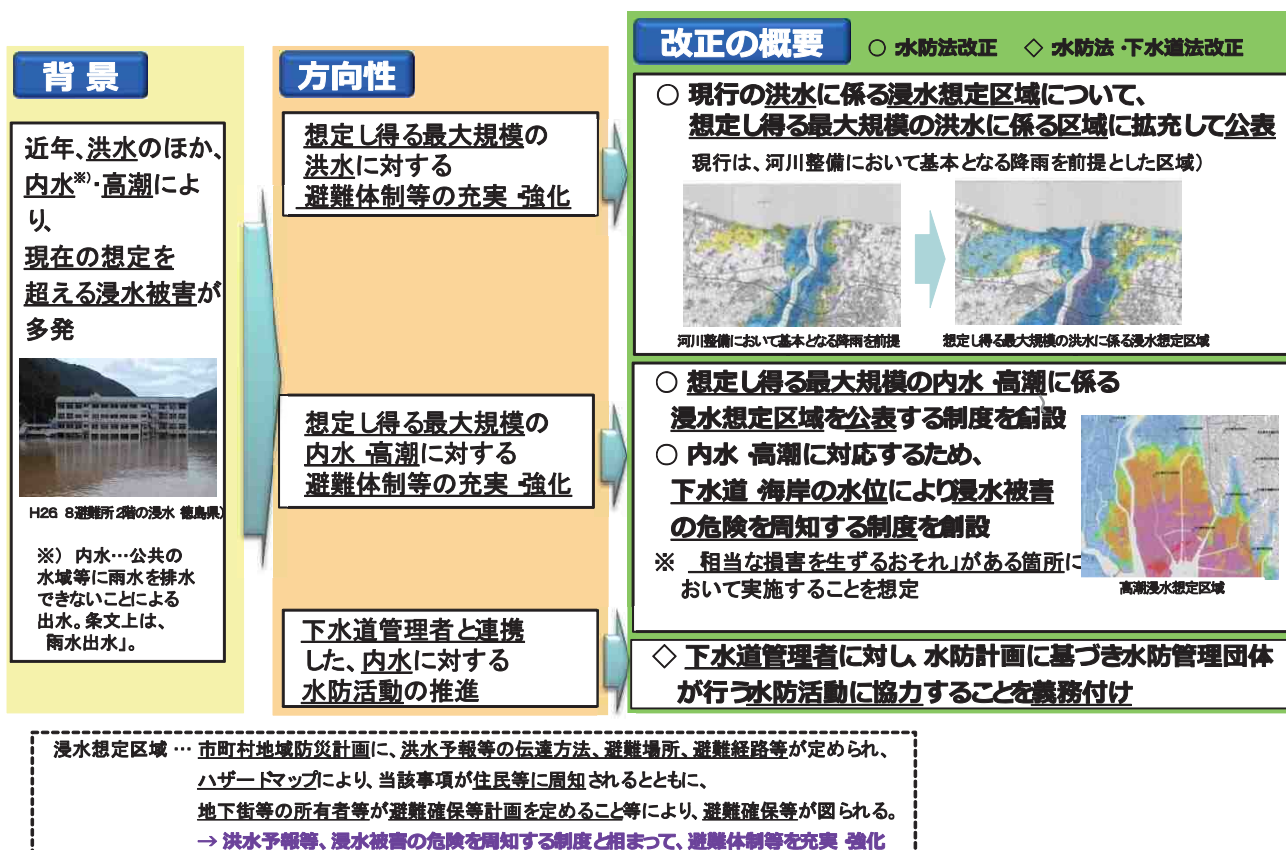 背 景
近年、洪水のほか、
内水※)・高潮によ
り、
現在の想定を
超える浸水被害が
多発
H26 8避難所2階の浸水 徳島県)
※） 内水…公共の
水域等に雨水を排水
できないことによる
出水。条文上は、
「雨水出水」。
方向性
想定し得る最大規模の
洪水に対する
避難体制等の充実・強化
想定し得る最大規模の
内水・高潮に対する
避難体制等の充実・強化
下水道管理者と連携
した、内水に対する
水防活動の推進
改正の概要
○：水防法改正 ◇：水防法・下水道法改正
○ 現行の洪水に係る浸水想定区域について、
想定し得る最大規模の洪水に係る区域に拡充して公表
現行は、河川整備において基本となる降雨を前提とした区域）
河川整備において基本となる降雨を前提
想定し得る最大規模の洪水に係る浸水想定区域
○ 想定し得る最大規模の内水・高潮に係る
浸水想定区域を公表する制度を創設
○ 内水・高潮に対応するため、
下水道・海岸の水位により浸水被害
の危険を周知する制度を創設
※ 「相当な損害を生ずるおそれ」がある箇所に
おいて実施することを想定
高潮浸水想定区域
◇ 下水道管理者に対し、水防計画に基づき水防管理団体
が行う水防活動に協力することを義務付け
浸水想定区域 … 市町村地域防災計画に、洪水予報等の伝達方法、避難場所、避難経路等が定められ、
ハザードマップにより、当該事項が住民等に周知されるとともに、
地下街等の所有者等が避難確保等計画を定めること等により、避難確保等が図られる。
→ 洪水予報等、浸水被害の危険を周知する制度と相まって、避難体制等を充実・強化